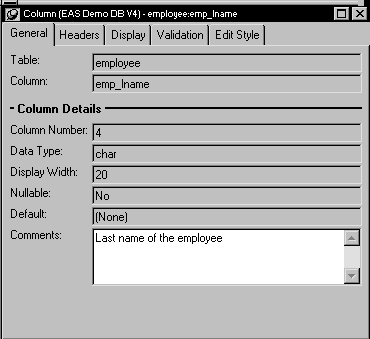 Column (EAS Demo DB V4) - employee:emp_lname
General Headers Display Validation Edit Style
Table: employee
Column: emp_lname
Column Details
Column Number: 4
Data Type: char
Display Width: 20
Nullable: No
Default: (None)
Comments: Last name of the employee